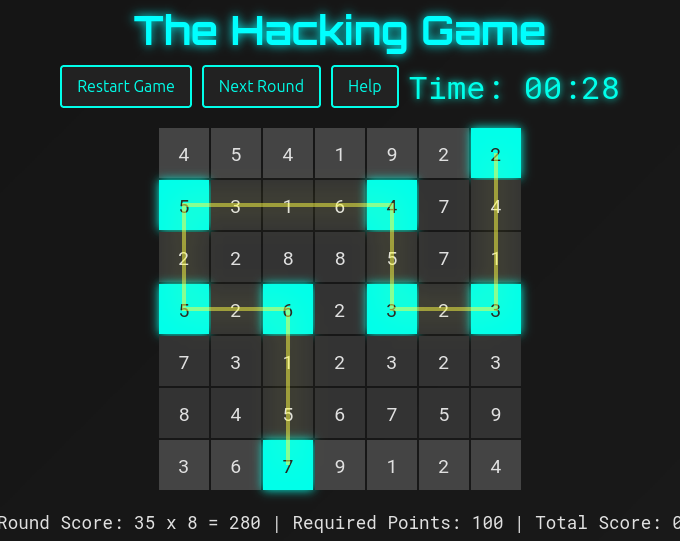 The Hacking Game
Restart Game Next Round Help Time: 00:28
4 5 4 1 9 2 2
5 3 1 6 4 7 4
2 2 8 8 5 7 1
5 2 6 2 3 2 3
7 3 1 2 3 2 3
8 4 5 6 7 5 9
3 6 7 9 1 2 4
Round Score: 35 x 8 = 280 | Required Points: 100 | Total Score: 0